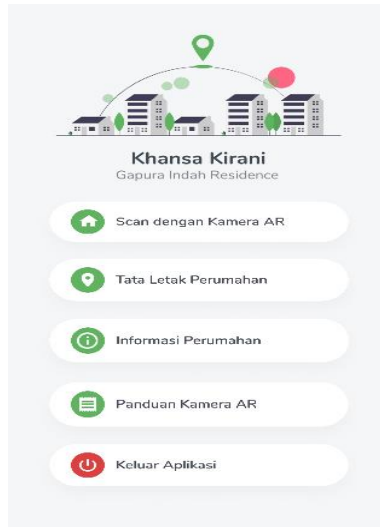 Khansa Kirani
Gapura Indah Residence
Scan dengan Kamera AR
Tata Letak Perumahan
Informasi Perumahan
Panduan Kamera AR
Keluar Aplikasi